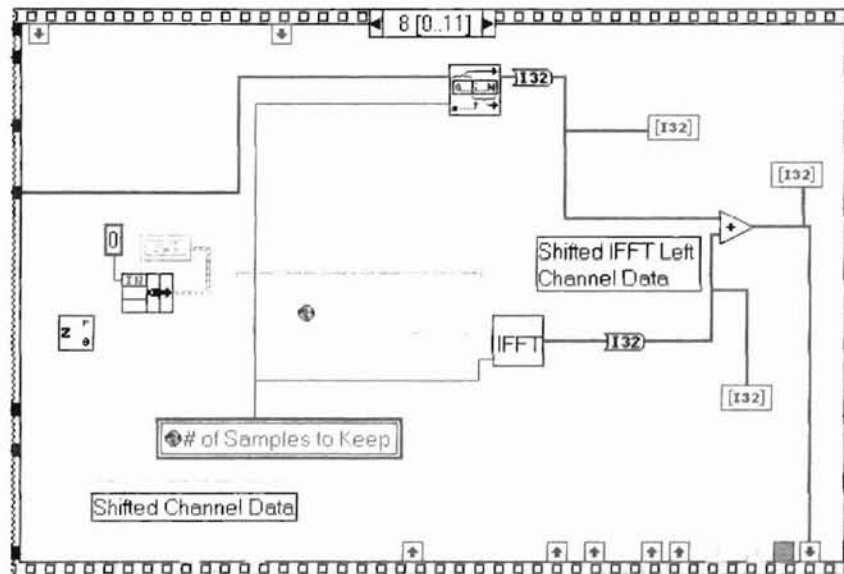 8 [0..11]
I32
[I32]
[I32]
0
Shifted IFFT Left
Channel Data
IFFT
I32
[I32]
# of Samples to Keep
Shifted Channel Data